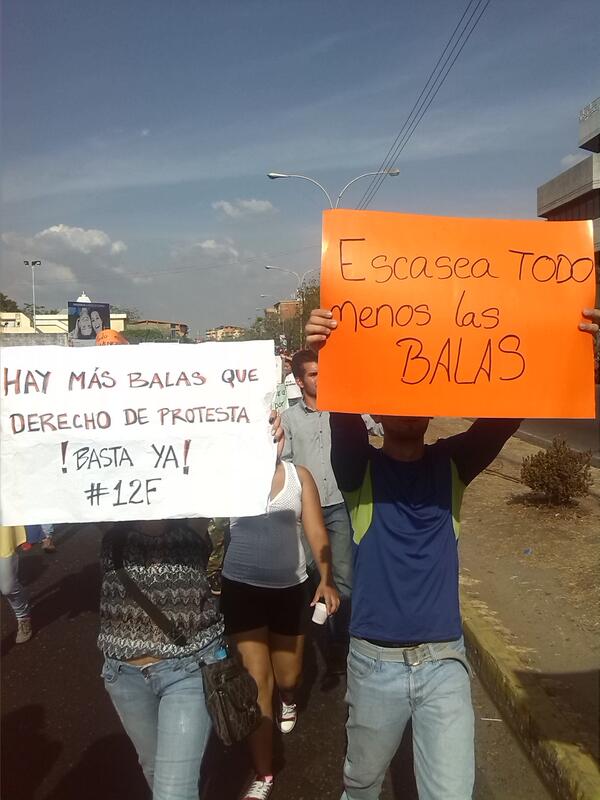 HAY MÁS BALAS QUE
DERECHO DE PROTESTA
!BASTA YA!
#12F
Escasea TODO
menos las
BALAS